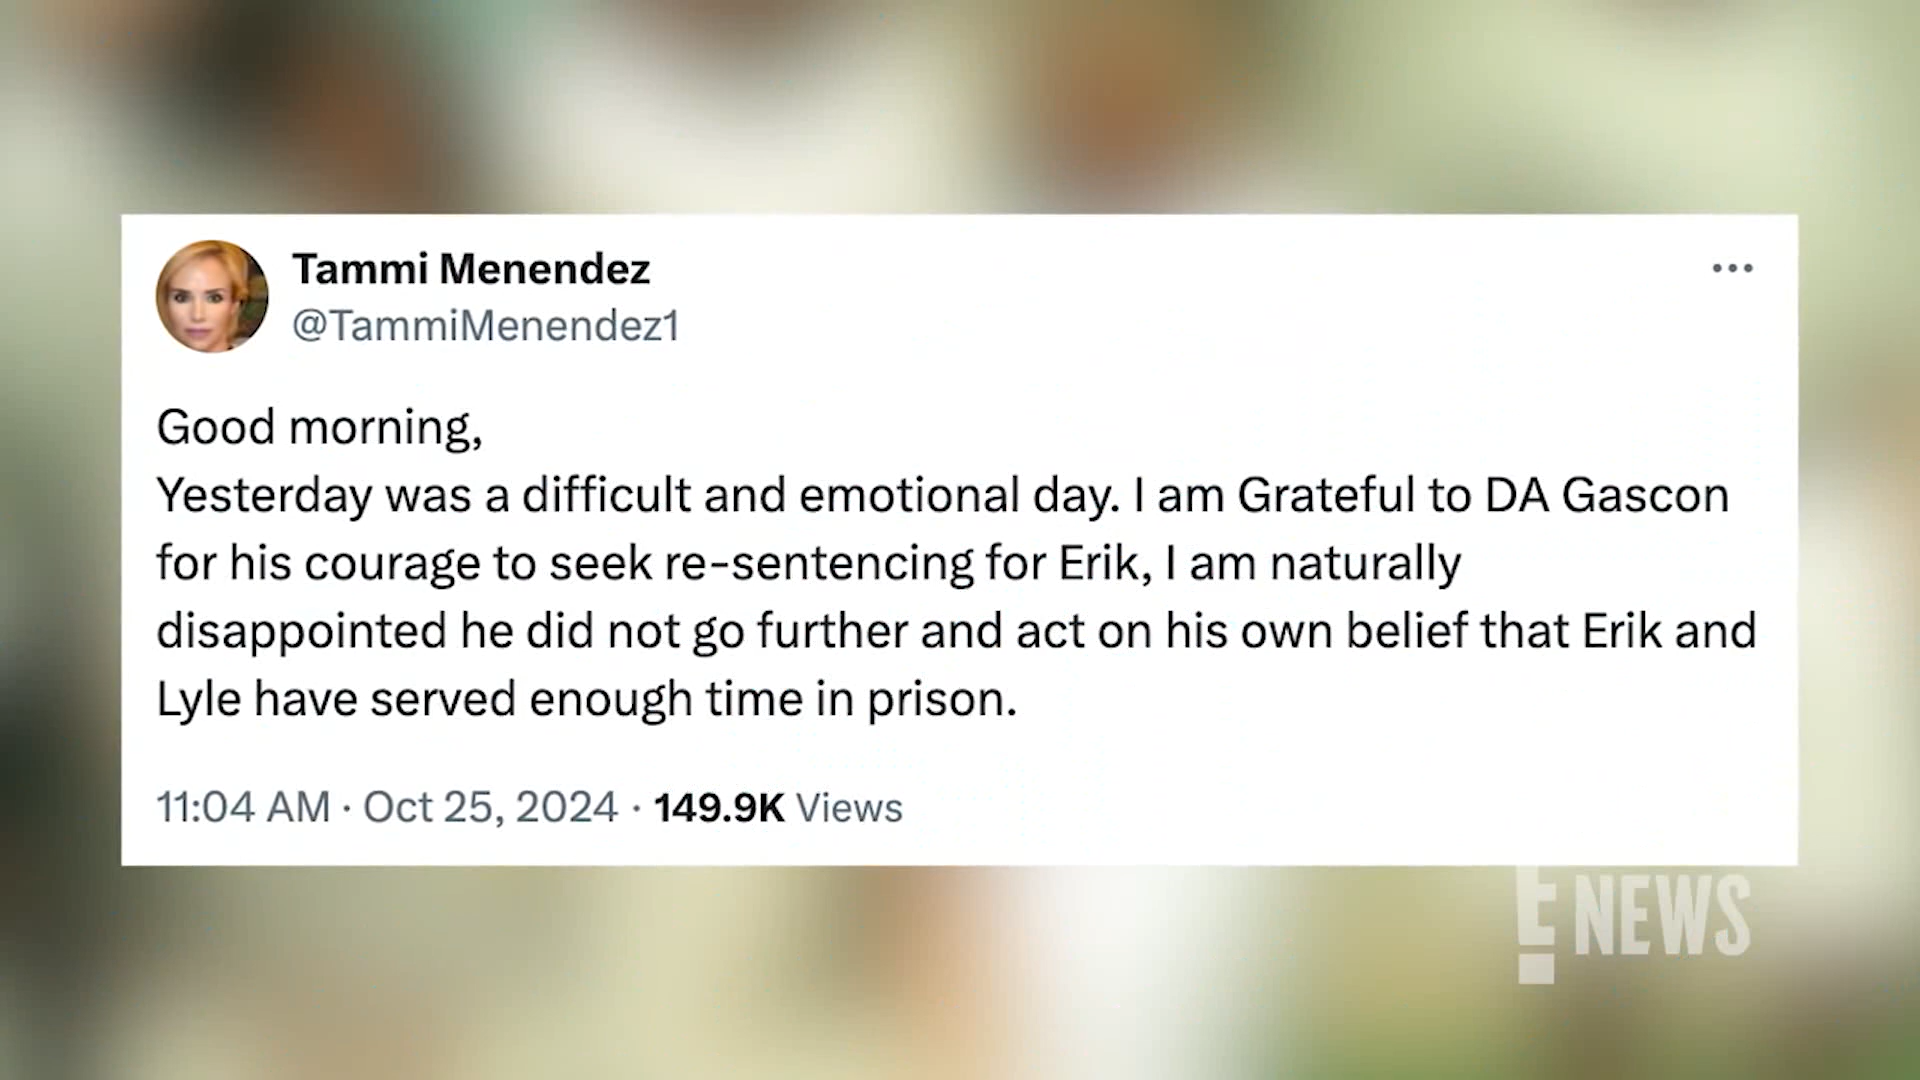 Tammi Menendez
@TammiMenendez1
Good morning,
Yesterday was a difficult and emotional day. I am Grateful to DA Gascon
for his courage to seek re-sentencing for Erik, I am naturally
disappointed he did not go further and act on his own belief that Erik and
Lyle have served enough time in prison.
11:04 AM · Oct 25, 2024 · 149.9K Views
E! NEWS